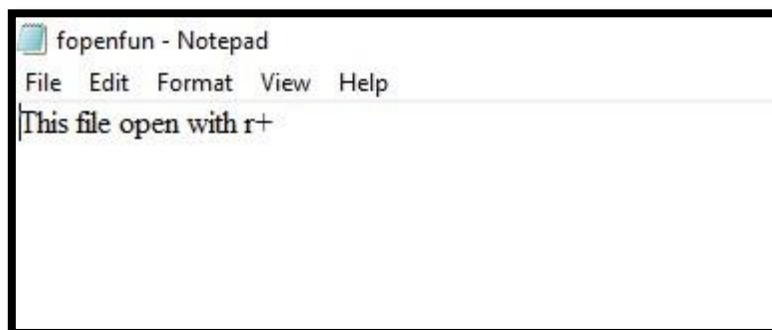 fopenfun - Notepad
File Edit Format View Help
This file open with r+